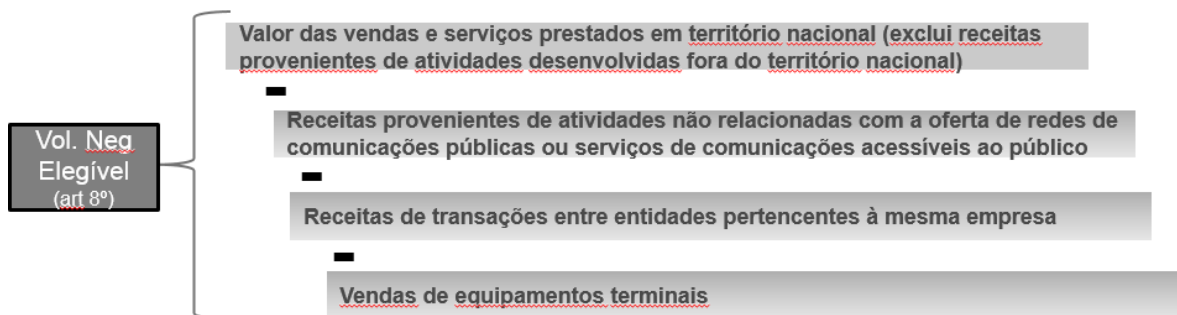 Valor das vendas e serviços prestados em território nacional (exclui receitas
provenientes de atividades desenvolvidas fora do território nacional)
-
Receitas provenientes de atividades não relacionadas com a oferta de redes de
comunicações públicas ou serviços de comunicações acessíveis ao público
-
Vol. Neg
Elegível
(art 8º)
Receitas de transações entre entidades pertencentes à mesma empresa
-
Vendas de equipamentos terminais